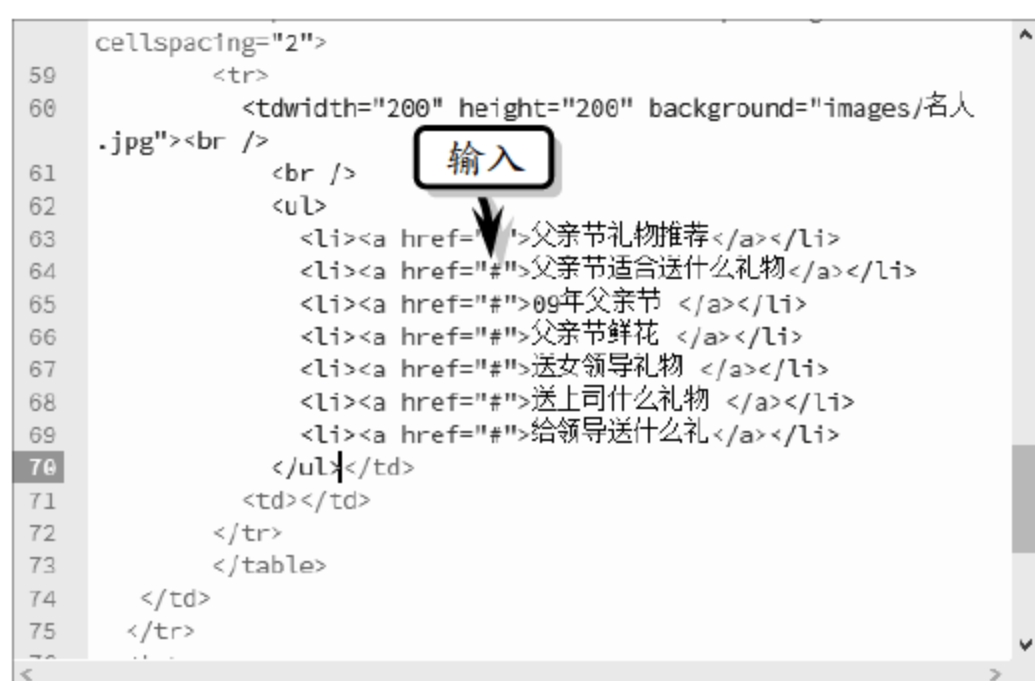 cellspacing="2">
59 <tr>
60 <tdwidth="200" height="200" background="images/名人
.jpg"><br />
输入
61 <br />
62 <ul>
63 <li><a href=" ">父亲节礼物推荐</a></li>
64 <li><a href="#">父亲节适合送什么礼物</a></li>
65 <li><a href="#">09年父亲节 </a></li>
66 <li><a href="#">父亲节鲜花 </a></li>
67 <li><a href="#">送女领导礼物 </a></li>
68 <li><a href="#">送上司什么礼物 </a></li>
69 <li><a href="#">给领导送什么礼</a></li>
70 </ul></td>
71 <td></td>
72 </tr>
73 </table>
74 </td>
75 </tr>